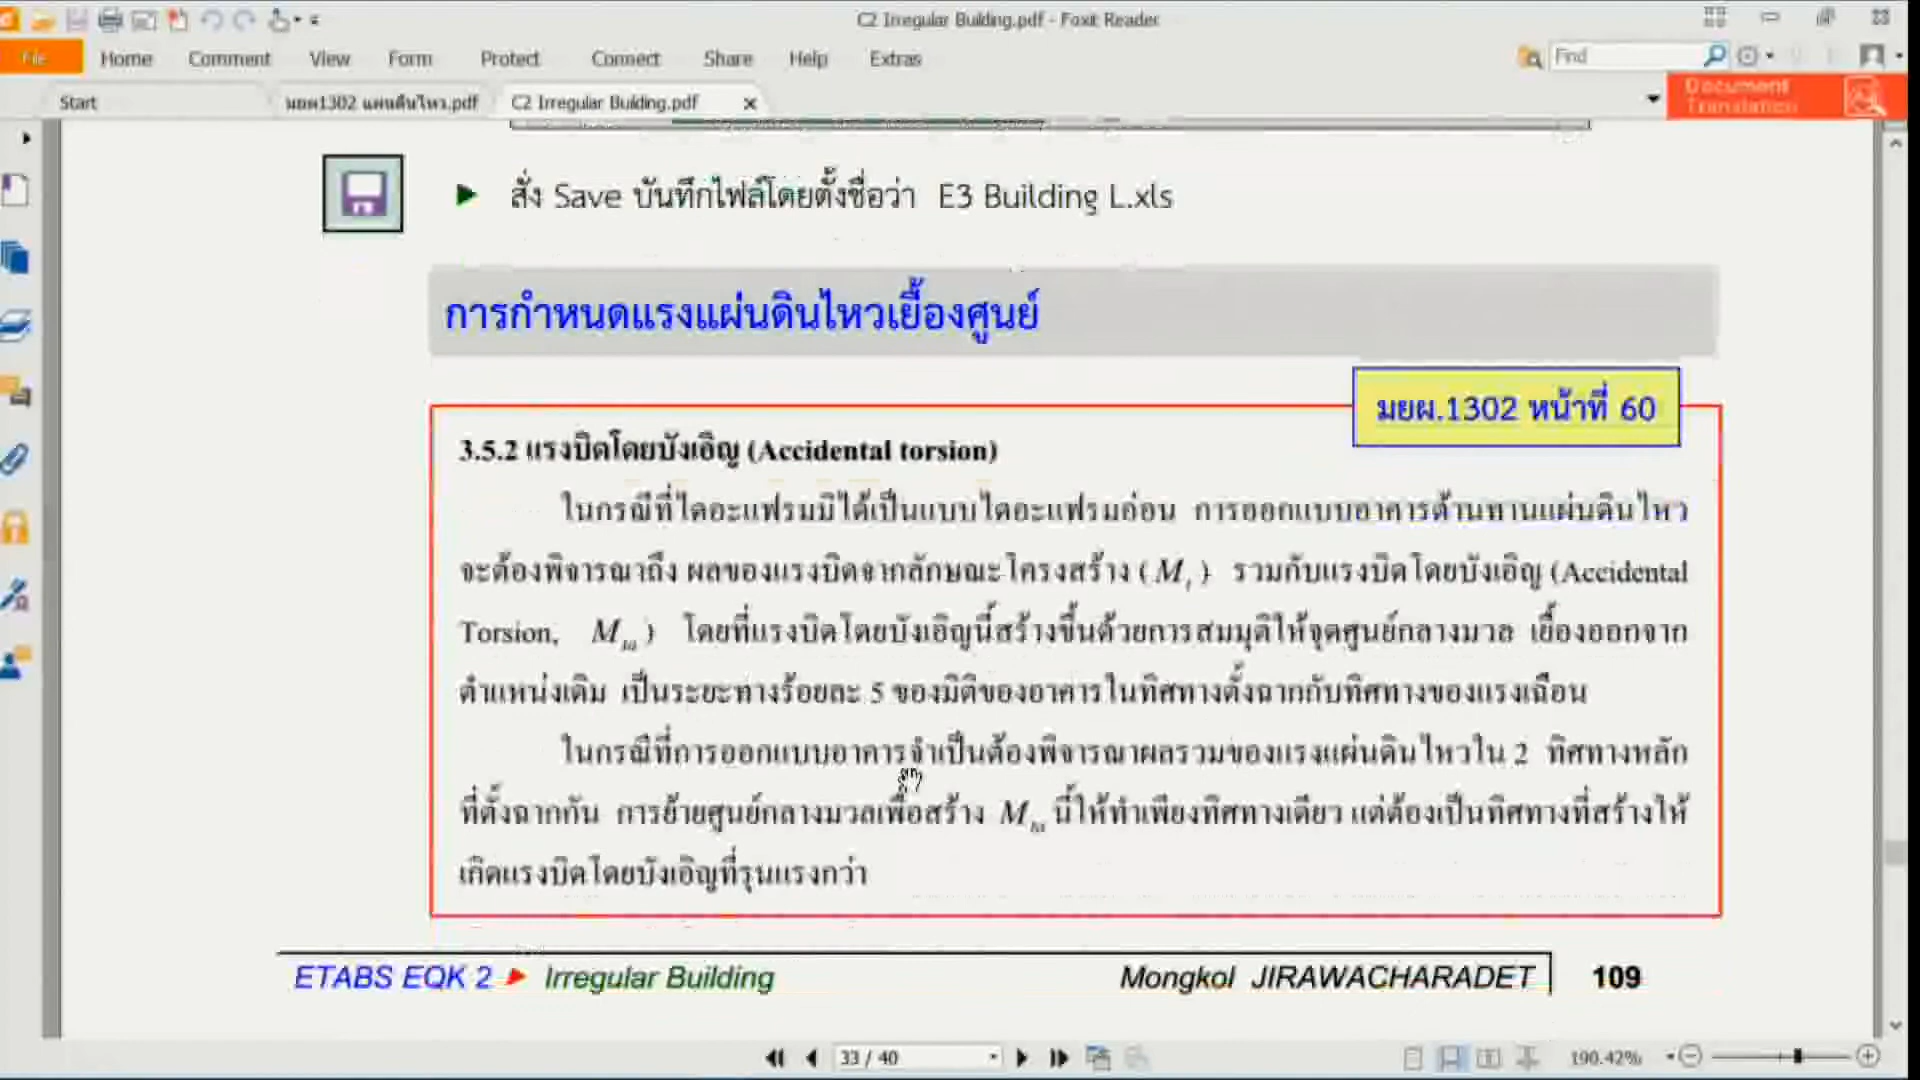 C2 Irregular Building.pdf - Foxit Reader
File Home Comment View Form Protect Connect Share Help Extras Find
Start มยผ1302 แผ่นดินไหว.pdf C2 Irregular Building.pdf
Document
Translation
สั่ง Save บันทึกไฟล์โดยตั้งชื่อว่า E3 Building L.xls
การกำหนดแรงแผ่นดินไหวเยื้องศูนย์
มยผ.1302 หน้าที่ 60
3.5.2 แรงบิดโดยบังเอิญ (Accidental torsion)
ในกรณีที่ไดอะแฟรมมิได้เป็นแบบไดอะแฟรมอ่อน การออกแบบอาคารต้านทานแผ่นดินไหว
จะต้องพิจารณาถึง ผลของแรงบิดจากลักษณะโครงสร้าง ( M_t ) รวมกับแรงบิดโดยบังเอิญ (Accidental
Torsion, M_ta ) โดยที่แรงบิดโดยบังเอิญนี้สร้างขึ้นด้วยการสมมุติให้จุดศูนย์กลางมวล เยื้องออกจาก
ตำแหน่งเดิม เป็นระยะทางร้อยละ 5 ของมิติของอาคารในทิศทางตั้งฉากกับทิศทางของแรงเฉือน
ในกรณีที่การออกแบบอาคารจำเป็นต้องพิจารณาผลรวมของแรงแผ่นดินไหวใน 2 ทิศทางหลัก
ที่ตั้งฉากกัน การย้ายศูนย์กลางมวลเพื่อสร้าง M_ta นี้ให้ทำเพียงทิศทางเดียว แต่ต้องเป็นทิศทางที่สร้างให้
เกิดแรงบิดโดยบังเอิญที่รุนแรงกว่า
ETABS EQK 2 Irregular Building Mongkol JIRAWACHARADET 109
33 / 40 190.42%